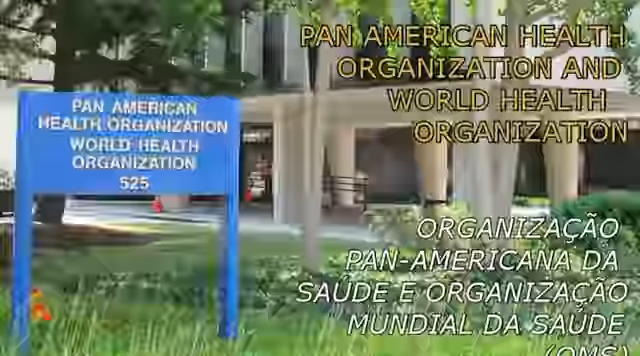 PAN AMERICAN
HEALTH ORGANIZATION
WORLD HEALTH
ORGANIZATION
525
PAN AMERICAN HEALTH
ORGANIZATION AND
WORLD HEALTH
ORGANIZATION
ORGANIZAÇÃO
PAN-AMERICANA DA
SAÚDE E ORGANIZAÇÃO
MUNDIAL DA SAÚDE
(OMS)